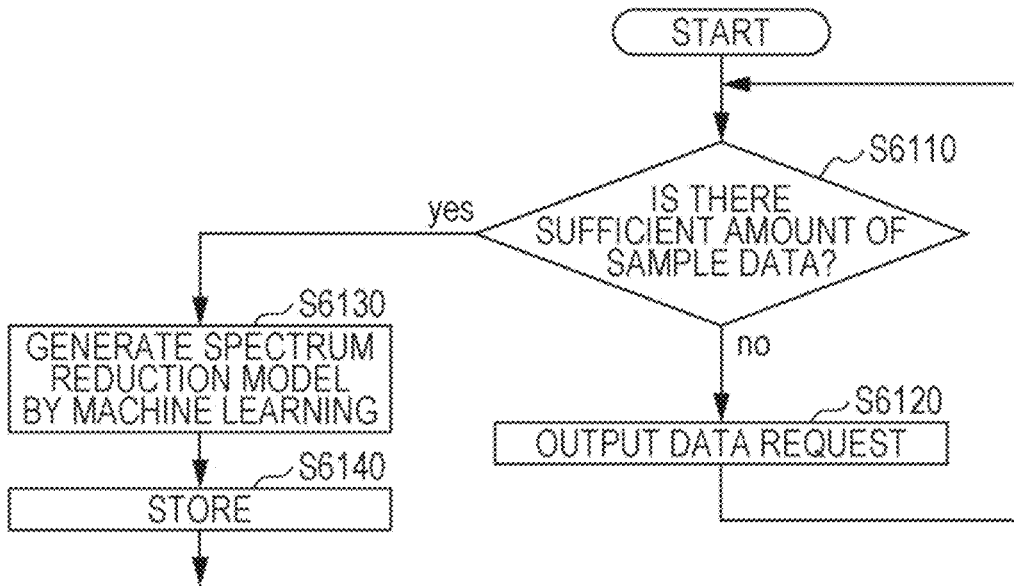 START
S6110
IS THERE
SUFFICIENT AMOUNT OF
SAMPLE DATA?
yes
no
S6130
GENERATE SPECTRUM
REDUCTION MODEL
BY MACHINE LEARNING
S6120
OUTPUT DATA REQUEST
S6140
STORE